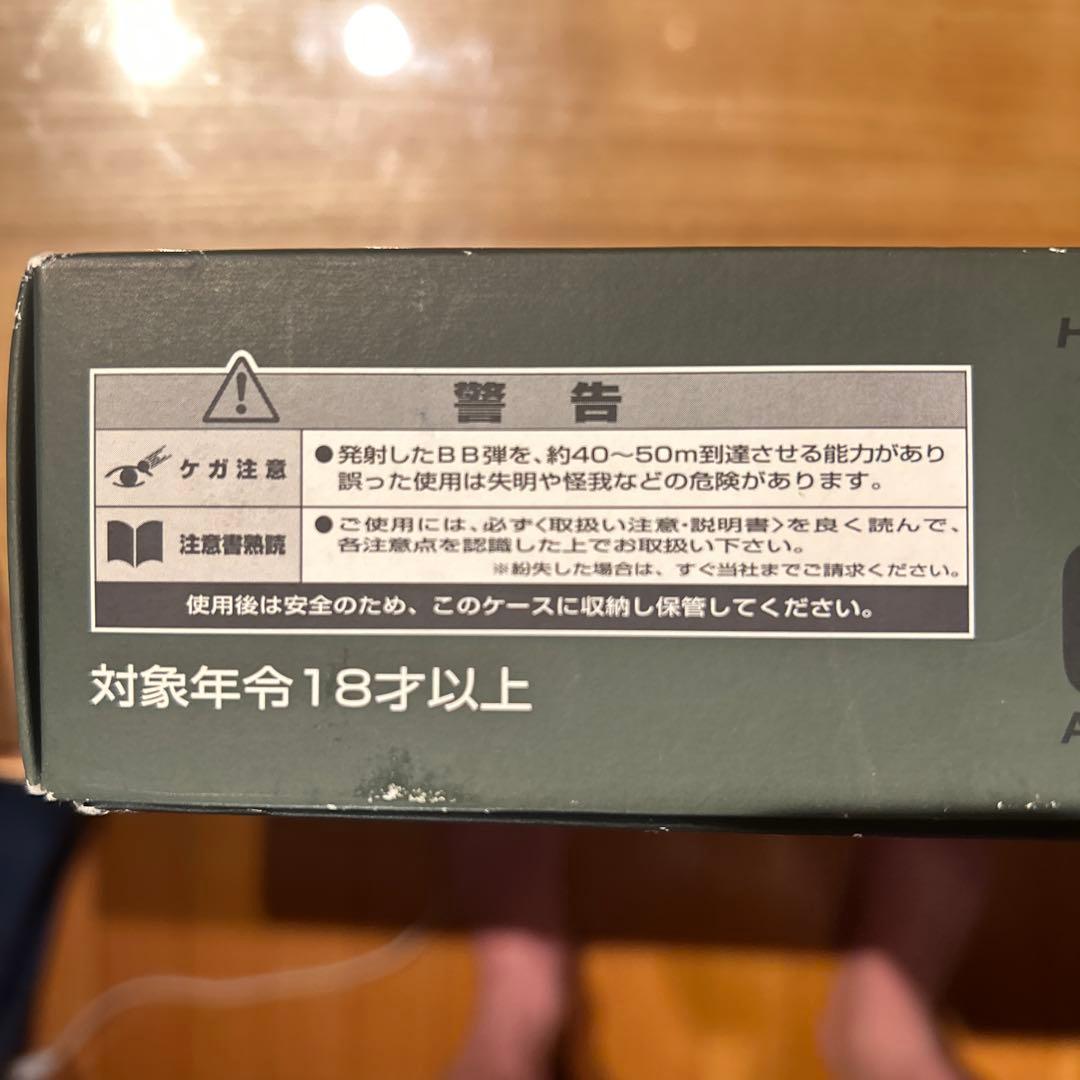 警告
ケガ注意
●発射したBB弾を、約40〜50m到達させる能力があり
誤った使用は失明や怪我などの危険があります。
注意書熟読
●ご使用には、必ず〈取扱い注意・説明書〉を良く読んで、
各注意点を認識した上でお取扱い下さい。
※紛失した場合は、すぐ当社までご請求ください。
使用後は安全のため、このケースに収納し保管してください。
対象年令18才以上